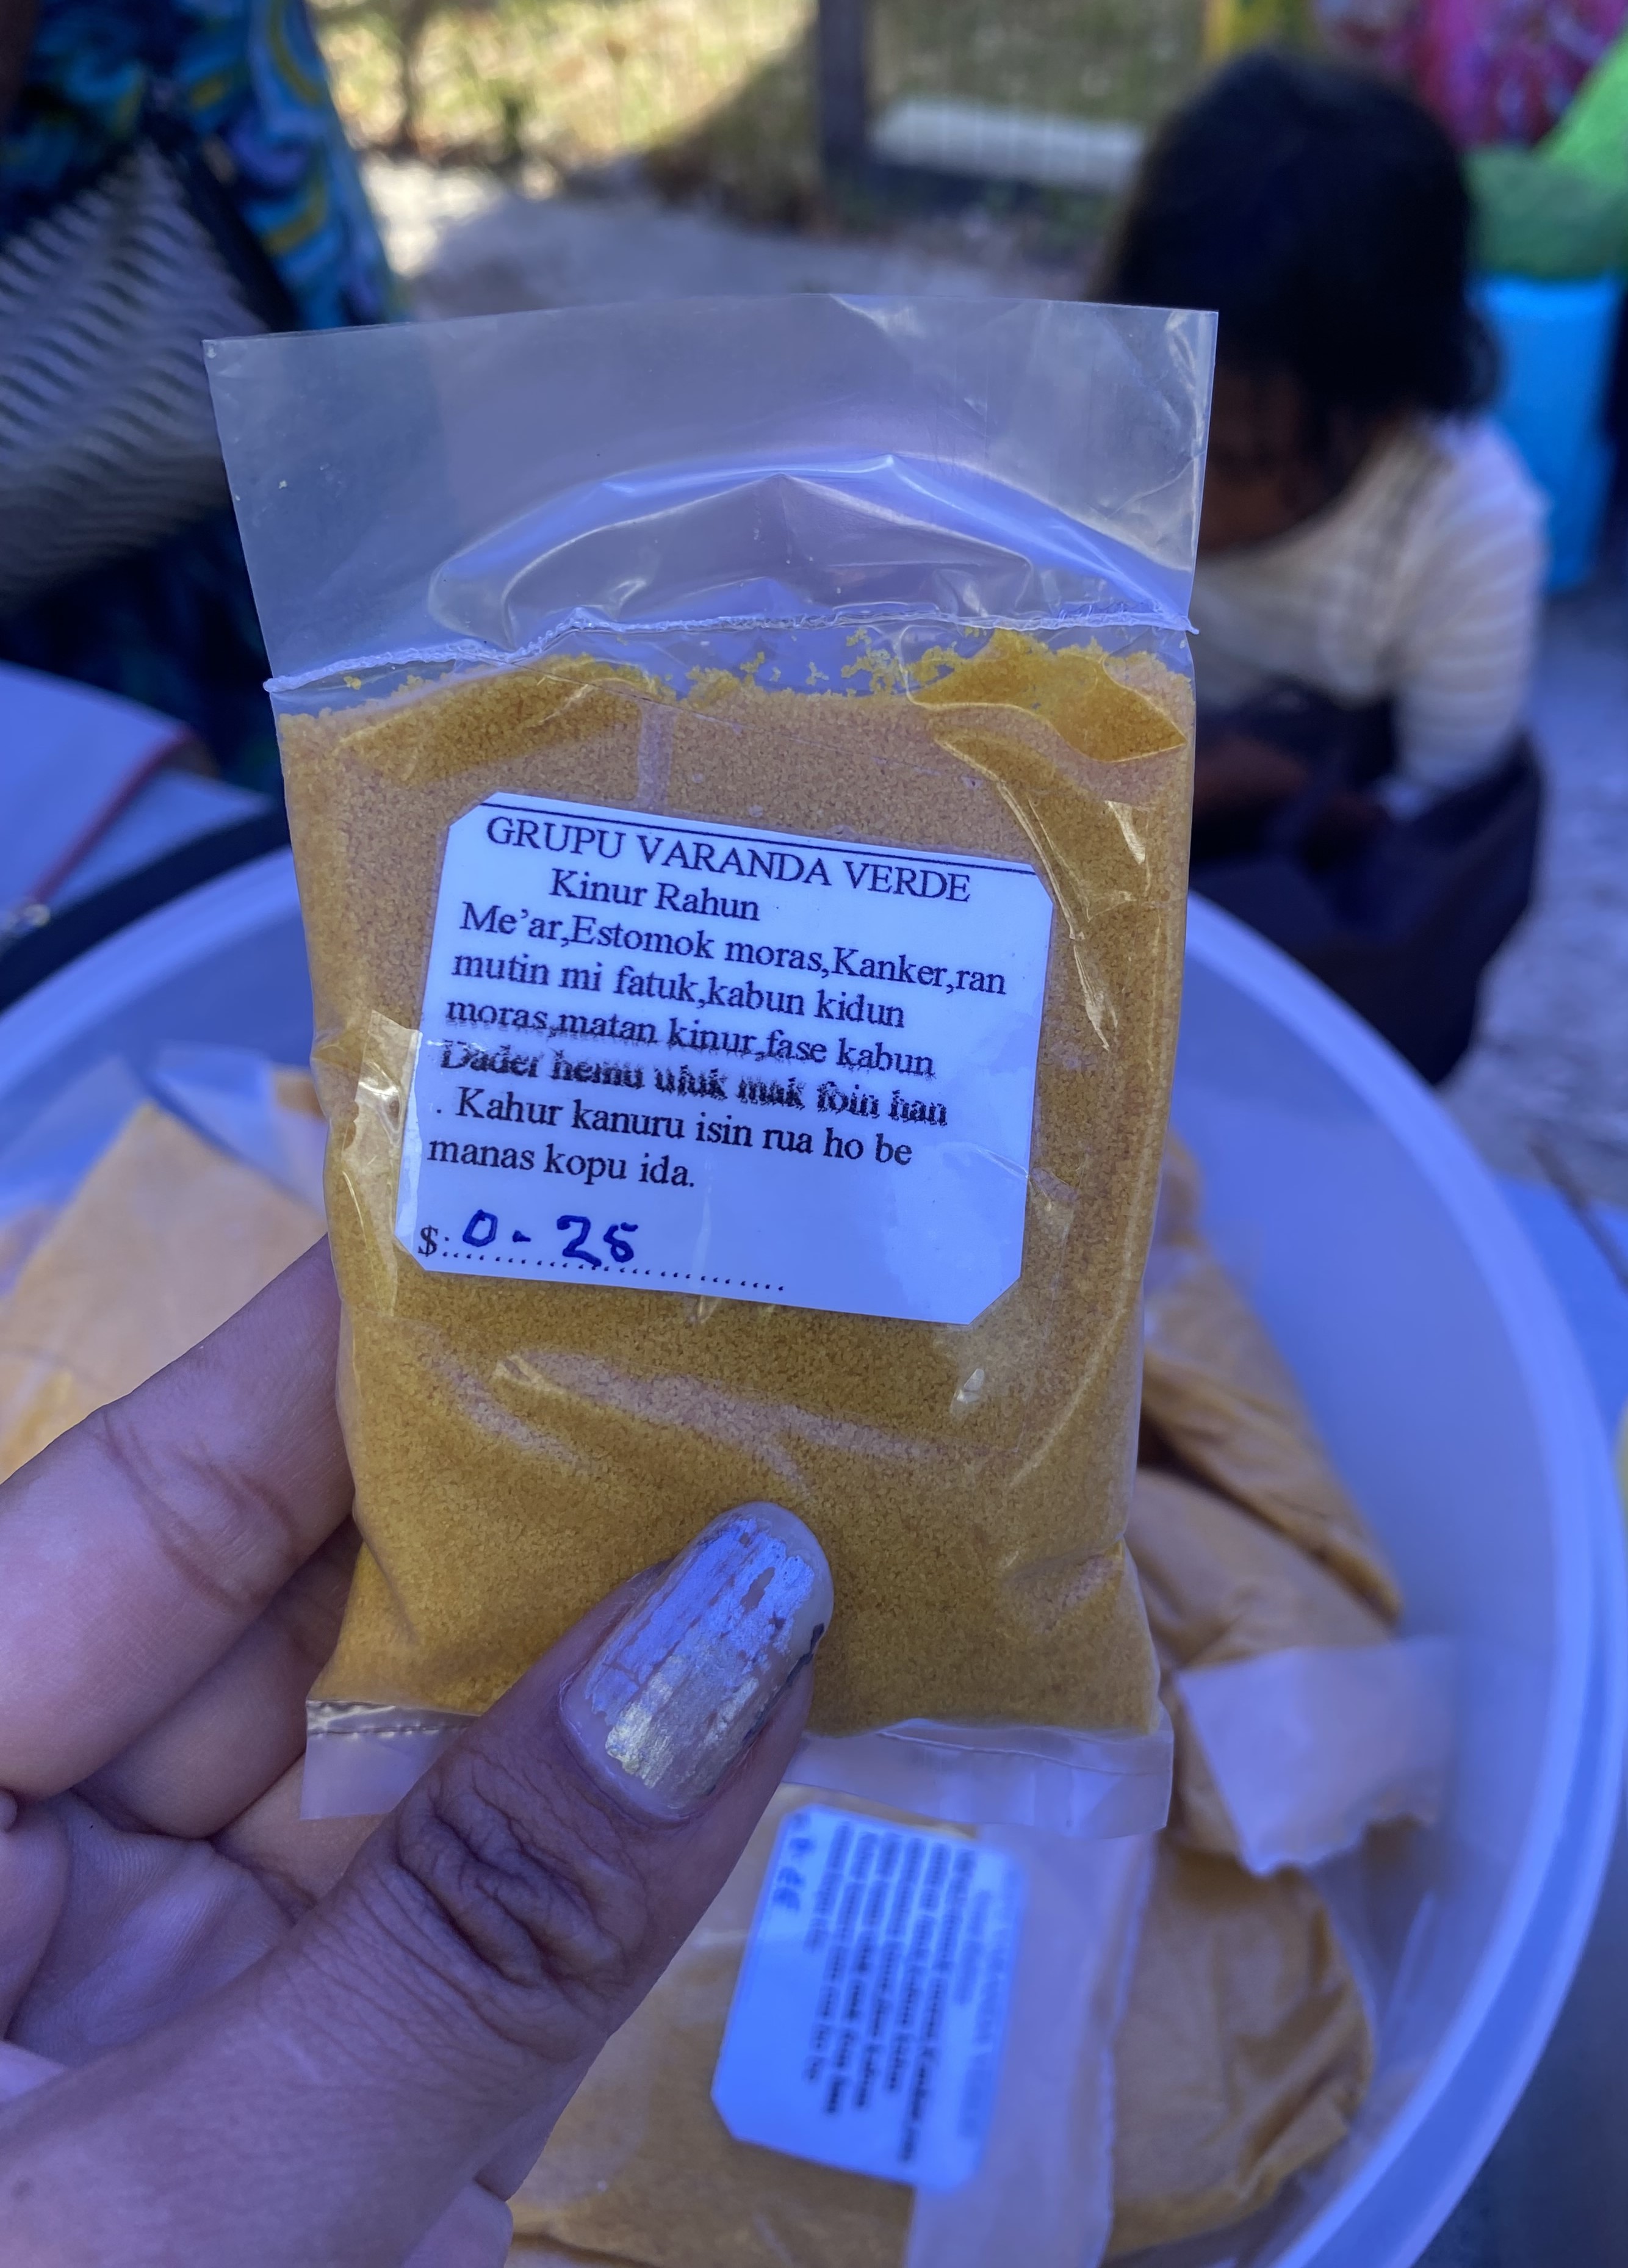 GRUPU VARANDA VERDE
Kinur Rahun
Me’ar,Estomok moras,Kanker,ran
mutin mi fatuk,kabun kidun
moras,matan kinur,fase kabun
Dader hemu uluk mak foin han
. Kahur kanuru isin rua ho be
manas kopu ida.
$:0-25